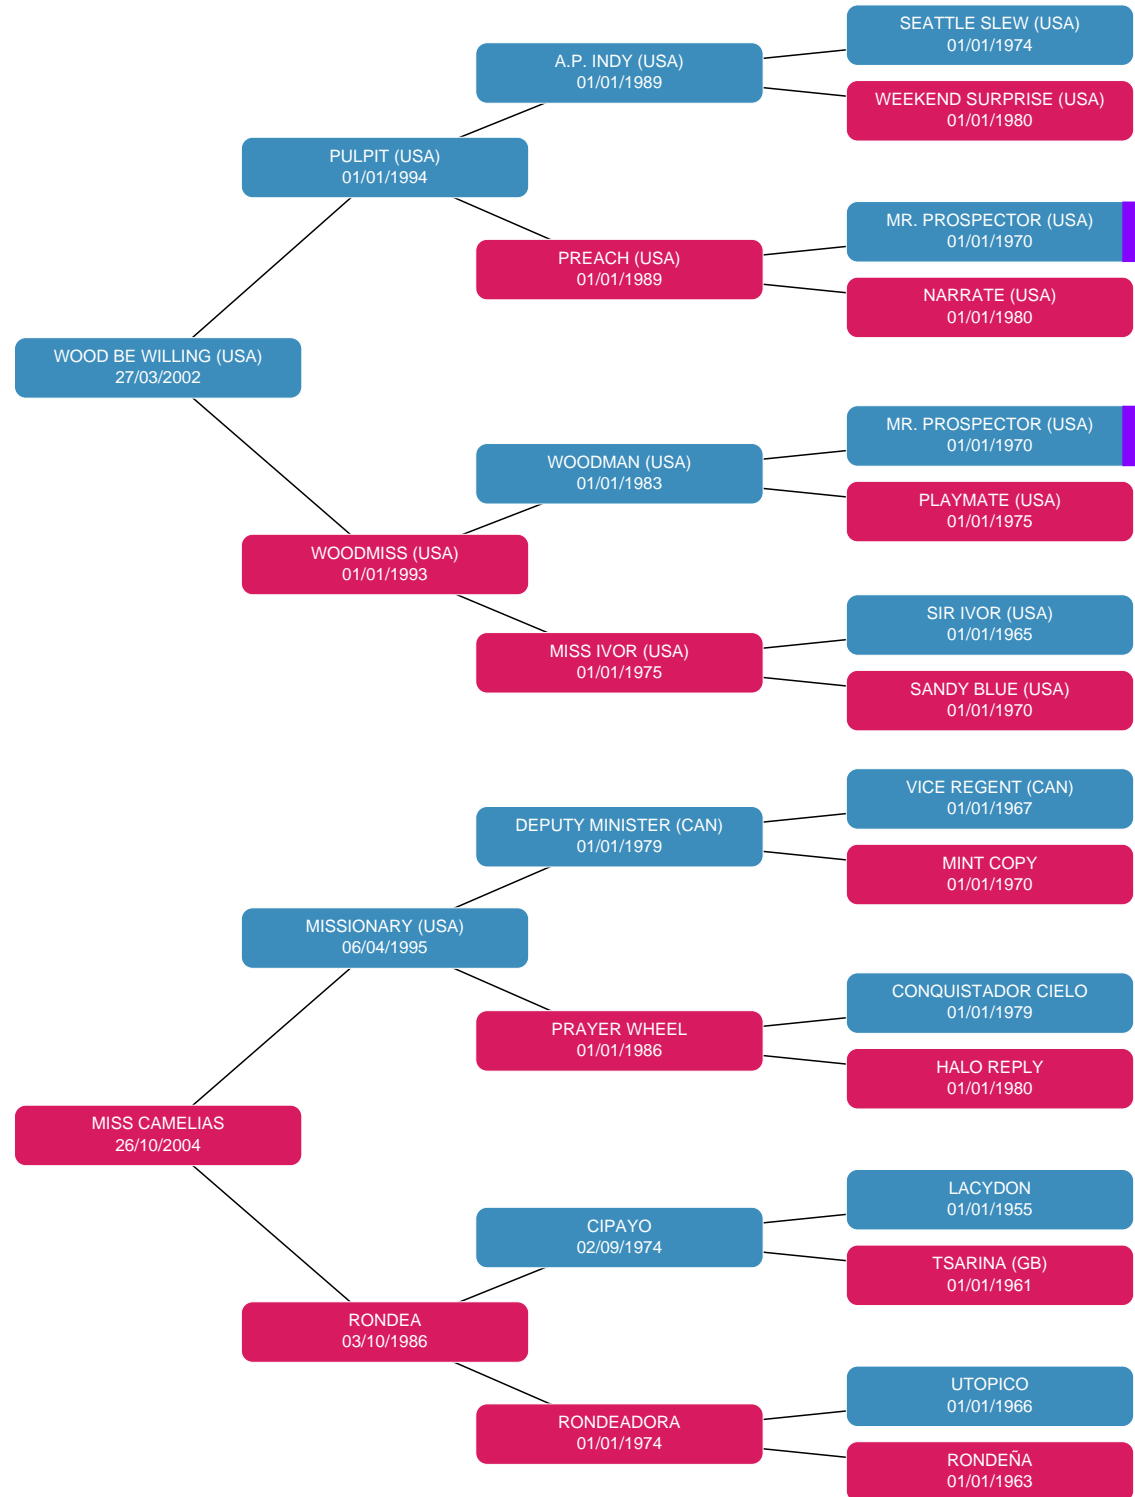 SEATTLE SLEW (USA)
01/01/1974
A.P. INDY (USA)
01/01/1989
WEEKEND SURPRISE (USA)
01/01/1980
PULPIT (USA)
01/01/1994
MR. PROSPECTOR (USA)
01/01/1970
PREACH (USA)
01/01/1989
NARRATE (USA)
01/01/1980
WOOD BE WILLING (USA)
27/03/2002
MR. PROSPECTOR (USA)
01/01/1970
WOODMAN (USA)
01/01/1983
PLAYMATE (USA)
01/01/1975
WOODMISS (USA)
01/01/1993
SIR IVOR (USA)
01/01/1965
MISS IVOR (USA)
01/01/1975
SANDY BLUE (USA)
01/01/1970
VICE REGENT (CAN)
01/01/1967
DEPUTY MINISTER (CAN)
01/01/1979
MINT COPY
01/01/1970
MISSIONARY (USA)
06/04/1995
CONQUISTADOR CIELO
01/01/1979
PRAYER WHEEL
01/01/1986
HALO REPLY
01/01/1980
MISS CAMELIAS
26/10/2004
LACYDON
01/01/1955
CIPAYO
02/09/1974
TSARINA (GB)
01/01/1961
RONDEA
03/10/1986
UTOPICO
01/01/1966
RONDEADORA
01/01/1974
RONDEÑA
01/01/1963